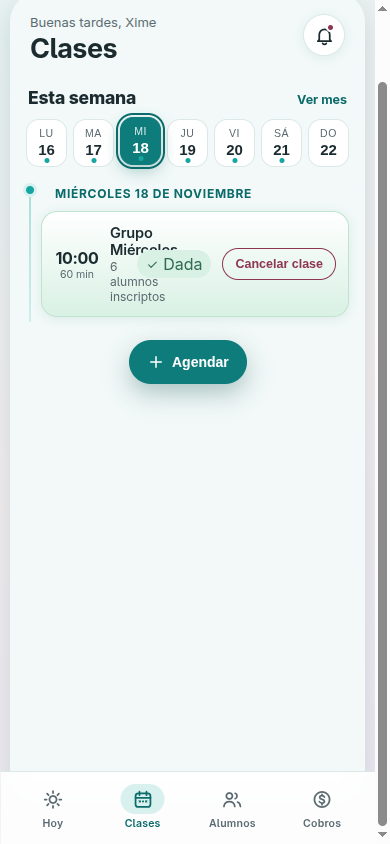 Buenas tardes, Xime
Clases
Esta semana
Ver mes
LU MA MI JU VI SÁ DO
16 17 18 19 20 21 22
MIÉRCOLES 18 DE NOVIEMBRE
10:00
60 min
Grupo
Miércoles
6
alumnos
inscriptos
Dada
Cancelar clase
Agendar
Hoy
Clases
Alumnos
Cobros